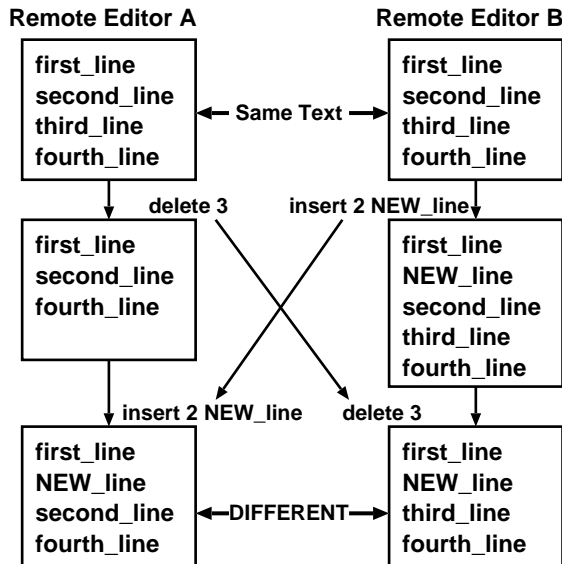 Remote Editor A
Remote Editor B
first_line
second_line
third_line
fourth_line
Same Text
first_line
second_line
third_line
fourth_line
delete 3
insert 2 NEW_line
first_line
second_line
fourth_line
first_line
NEW_line
second_line
third_line
fourth_line
insert 2 NEW_line
delete 3
first_line
NEW_line
second_line
fourth_line
DIFFERENT
first_line
NEW_line
third_line
fourth_line